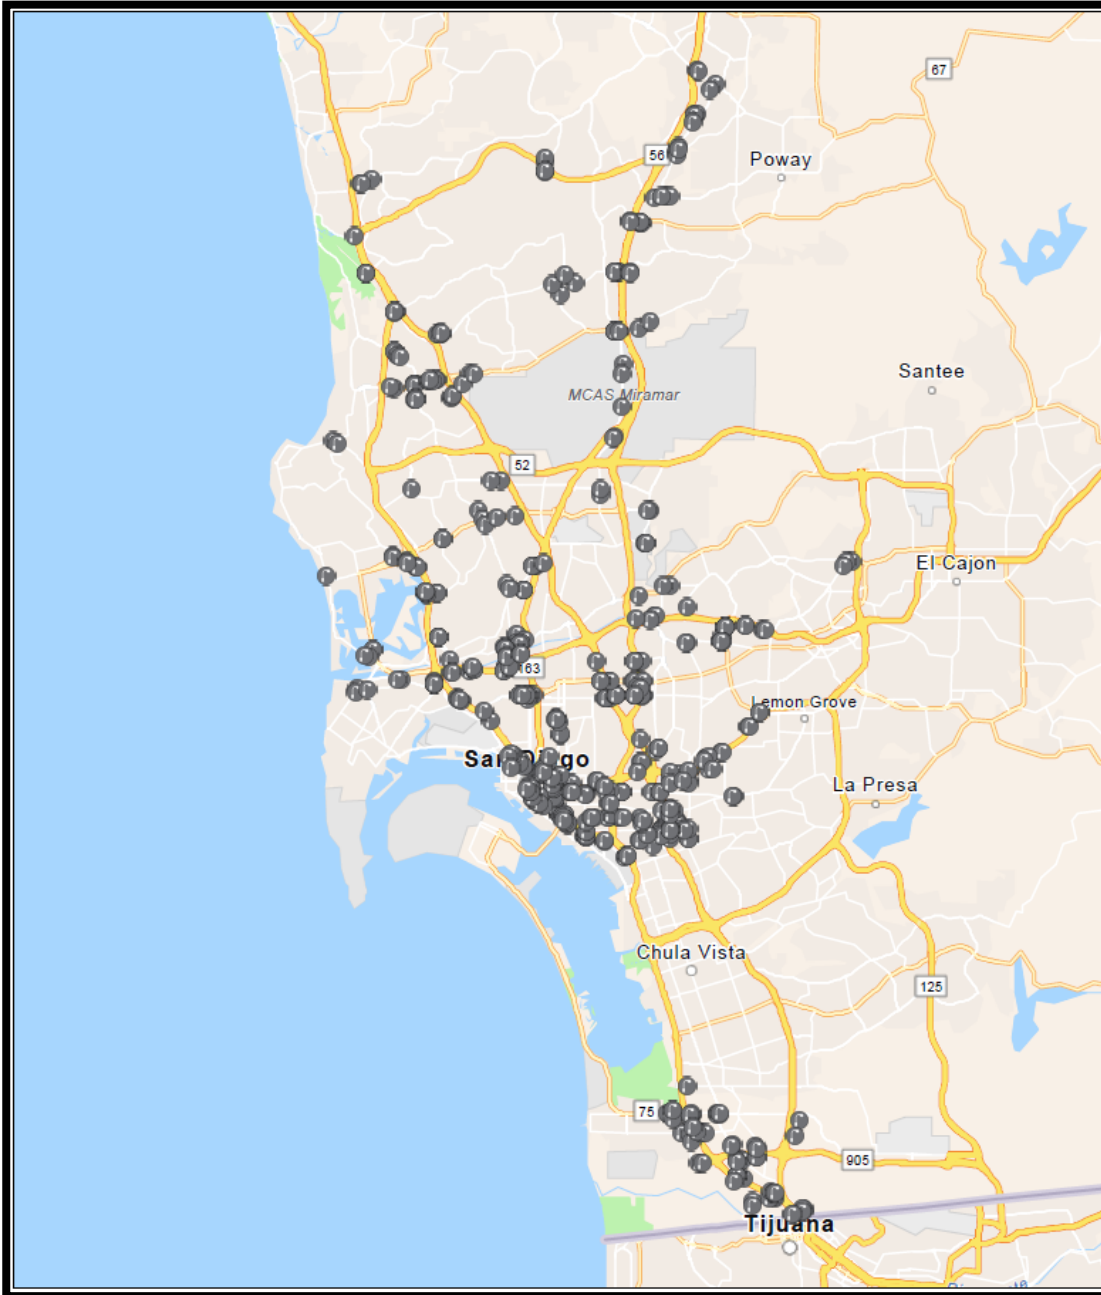 67
56
Poway
Santee
MCAS Miramar
52
El Cajon
163
Lemon Grove
San Diego
La Presa
Chula Vista
125
75
905
Tijuana